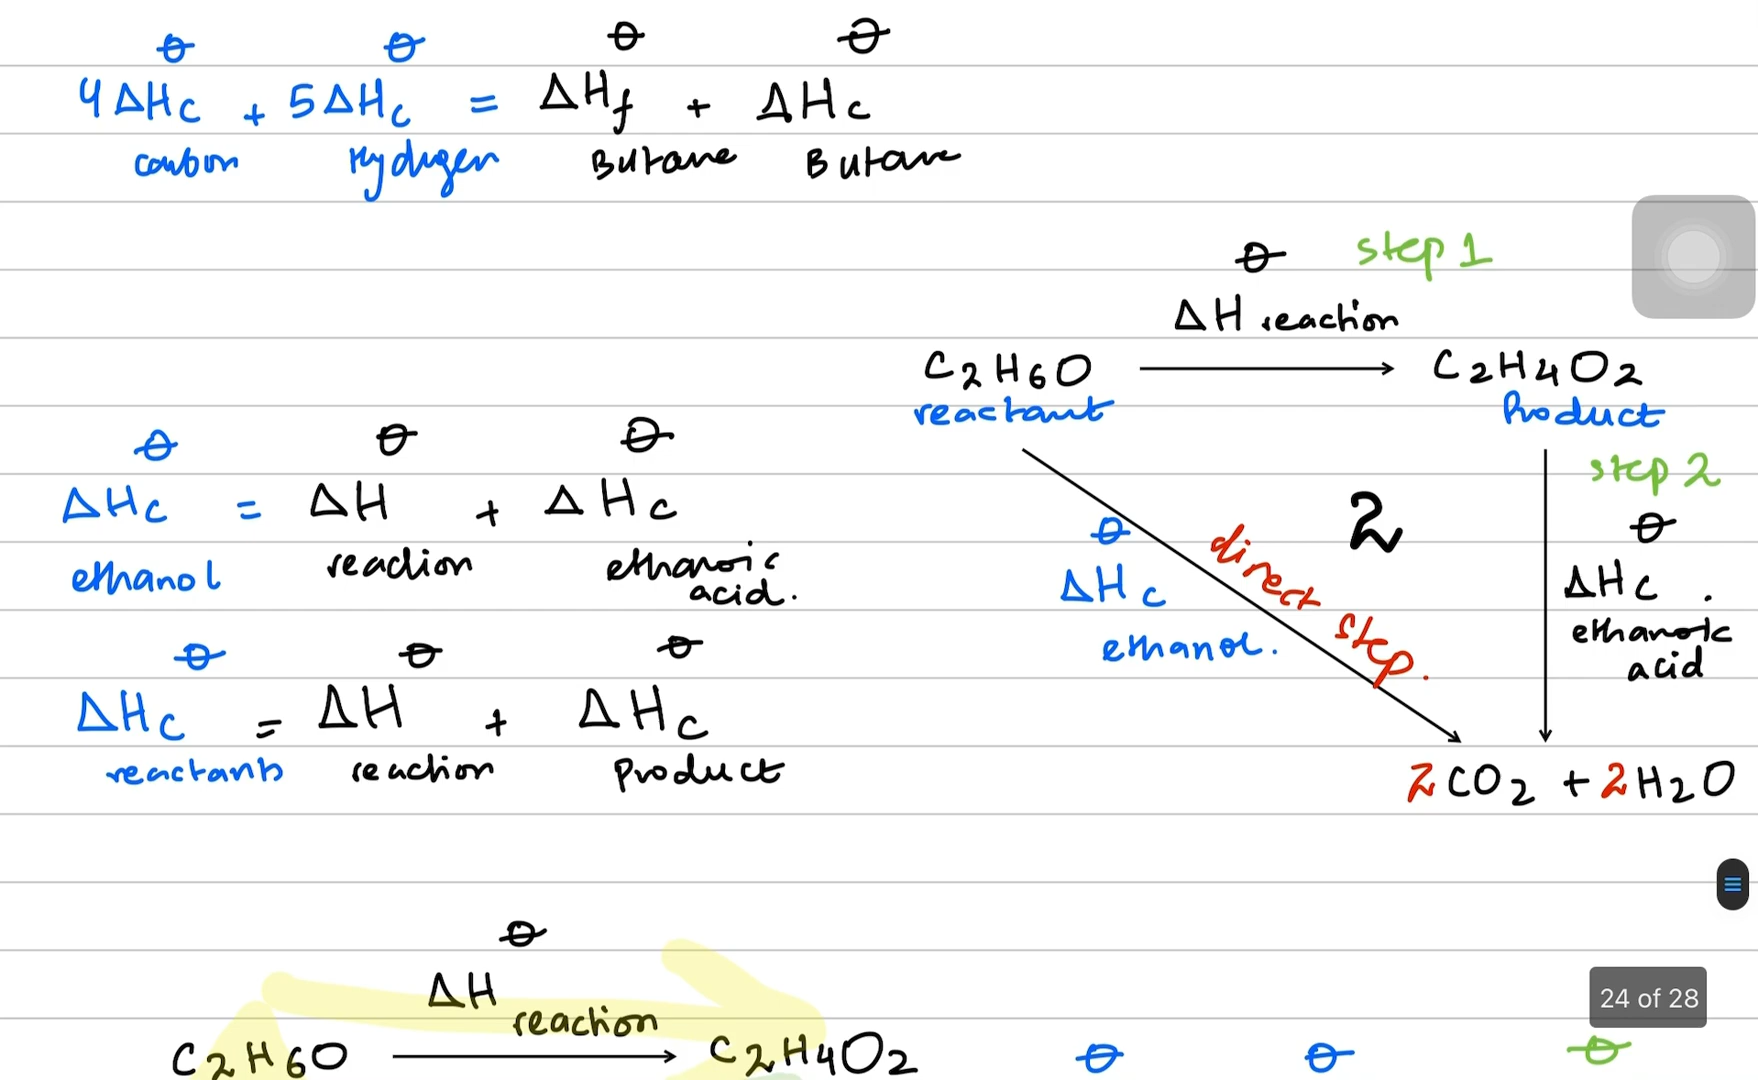 4ΔHc⦵ + 5ΔHc⦵ = ΔHf⦵ + ΔHc⦵
carbon Hydrogen Butane Butane
step 1
ΔH⦵ reaction
C2H6O → C2H4O2
reactant Product
step 2
ΔHc⦵ = ΔH⦵ + ΔHc⦵
ethanol reaction ethanoic acid.
2
direct step.
ΔHc⦵ ethanol.
ΔHc⦵ ethanoic acid
ΔHc⦵ = ΔH⦵ + ΔHc⦵
reactants reaction Product
2CO2 + 2H2O
ΔH⦵ reaction
C2H6O → C2H4O2
⦵ ⦵ ⦵
24 of 28